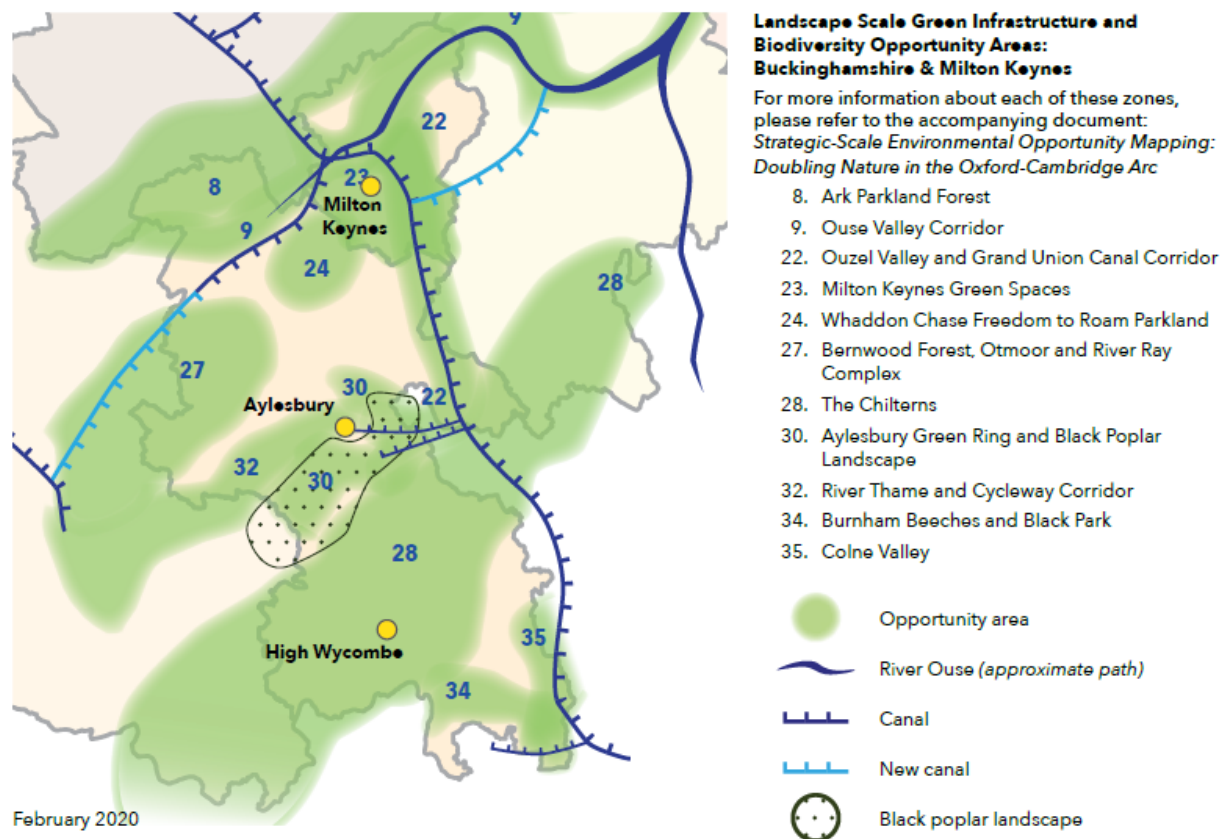 9
22
23
Milton
Keynes
8
9
24
28
27
30
22
Aylesbury
32
30
28
High Wycombe
35
34
February 2020
Landscape Scale Green Infrastructure and
Biodiversity Opportunity Areas:
Buckinghamshire & Milton Keynes
For more information about each of these zones,
please refer to the accompanying document:
Strategic-Scale Environmental Opportunity Mapping:
Doubling Nature in the Oxford-Cambridge Arc
8. Ark Parkland Forest
9. Ouse Valley Corridor
22. Ouzel Valley and Grand Union Canal Corridor
23. Milton Keynes Green Spaces
24. Whaddon Chase Freedom to Roam Parkland
27. Bernwood Forest, Otmoor and River Ray
Complex
28. The Chilterns
30. Aylesbury Green Ring and Black Poplar
Landscape
32. River Thame and Cycleway Corridor
34. Burnham Beeches and Black Park
35. Colne Valley
Opportunity area
River Ouse (approximate path)
Canal
New canal
Black poplar landscape